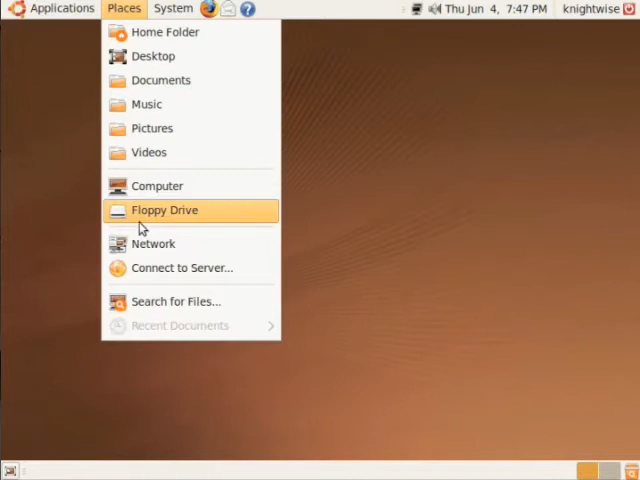 Applications Places System Thu Jun 4, 7:47 PM knightwise
Home Folder
Desktop
Documents
Music
Pictures
Videos
Computer
Floppy Drive
Network
Connect to Server...
Search for Files...
Recent Documents